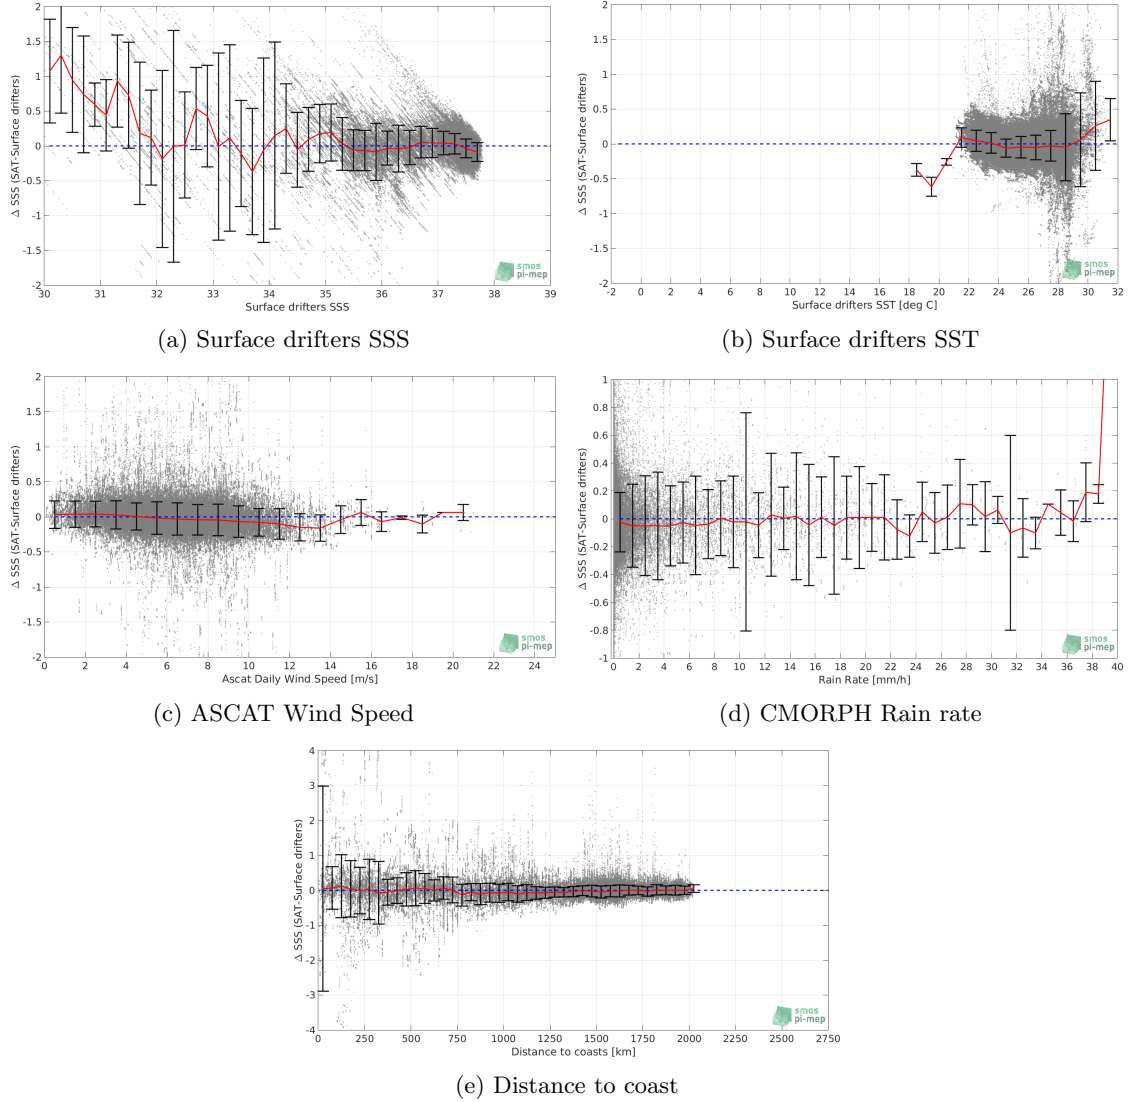 Δ SSS (SAT-Surface drifters)
2
1.5
1
0.5
0
-0.5
-1
-1.5
-2
30 31 32 33 34 35 36 37 38 39
Surface drifters SSS
smos
pi-mep
(a) Surface drifters SSS
Δ SSS (SAT-Surface drifters)
2
1.5
1
0.5
0
-0.5
-1
-1.5
-2
-2 0 2 4 6 8 10 12 14 16 18 20 22 24 26 28 30 32
Surface drifters SST [deg C]
smos
pi-mep
(b) Surface drifters SST
Δ SSS (SAT-Surface drifters)
2
1.5
1
0.5
0
-0.5
-1
-1.5
-2
0 2 4 6 8 10 12 14 16 18 20 22 24
Ascat Daily Wind Speed [m/s]
smos
pi-mep
(c) ASCAT Wind Speed
Δ SSS (SAT-Surface drifters)
1
0.8
0.6
0.4
0.2
0
-0.2
-0.4
-0.6
-0.8
-1
0 2 4 6 8 10 12 14 16 18 20 22 24 26 28 30 32 34 36 38 40
Rain Rate [mm/h]
smos
pi-mep
(d) CMORPH Rain rate
Δ SSS (SAT-Surface drifters)
4
3
2
1
0
-1
-2
-3
-4
0 250 500 750 1000 1250 1500 1750 2000 2250 2500 2750
Distance to coasts [km]
smos
pi-mep
(e) Distance to coast